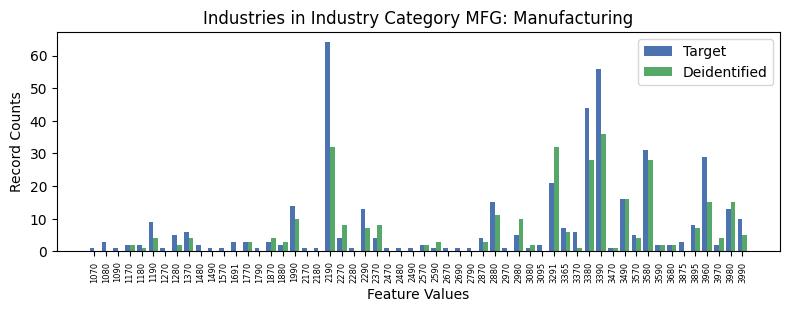 Industries in Industry Category MFG: Manufacturing
Target
Deidentified
Record Counts
60
50
40
30
20
10
0
1070 1080 1090 1170 1180 1190 1270 1280 1370 1480 1490 1570 1691 1770 1790 1870 1880 1990 2170 2180 2190 2270 2280 2290 2370 2470 2480 2490 2570 2590 2670 2690 2790 2870 2880 2970 2980 3080 3095 3291 3365 3370 3380 3390 3470 3490 3570 3580 3590 3680 3875 3895 3960 3970 3980 3990
Feature Values